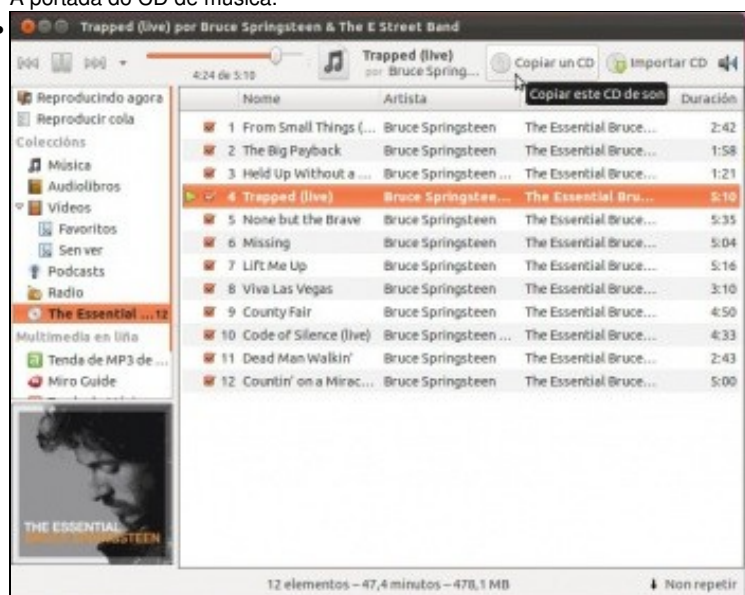 A portada do CD de música.
Trapped (live) por Bruce Springsteen & The E Street Band
4:24 de 5:10
Trapped (live)
por Bruce Spring...
Copiar un CD
Importar CD
Copiar este CD de son
Reproducindo agora
Reproducir cola
Coleccións
Música
Audiolibros
Vídeos
Favoritos
Sen ver
Podcasts
Radio
The Essential ...12
Multimedia en liña
Tenda de MP3 de ...
Miro Guide
THE ESSENTIAL
BRUCE SPRINGSTEEN
Nome Artista Duración
1 From Small Things (... Bruce Springsteen The Essential Bruce... 2:42
2 The Big Payback Bruce Springsteen The Essential Bruce... 1:58
3 Held Up Without a ... Bruce Springsteen ... The Essential Bruce... 1:21
4 Trapped (live) Bruce Springstee... The Essential Bru... 5:10
5 None but the Brave Bruce Springsteen The Essential Bruce... 5:35
6 Missing Bruce Springsteen The Essential Bruce... 5:04
7 Lift Me Up Bruce Springsteen The Essential Bruce... 5:16
8 Viva Las Vegas Bruce Springsteen The Essential Bruce... 3:10
9 County Fair Bruce Springsteen The Essential Bruce... 4:50
10 Code of Silence (live) Bruce Springsteen ... The Essential Bruce... 4:33
11 Dead Man Walkin' Bruce Springsteen The Essential Bruce... 2:43
12 Countin' on a Mirac... Bruce Springsteen The Essential Bruce... 5:00
12 elementos – 47,4 minutos – 478,1 MB
Non repetir